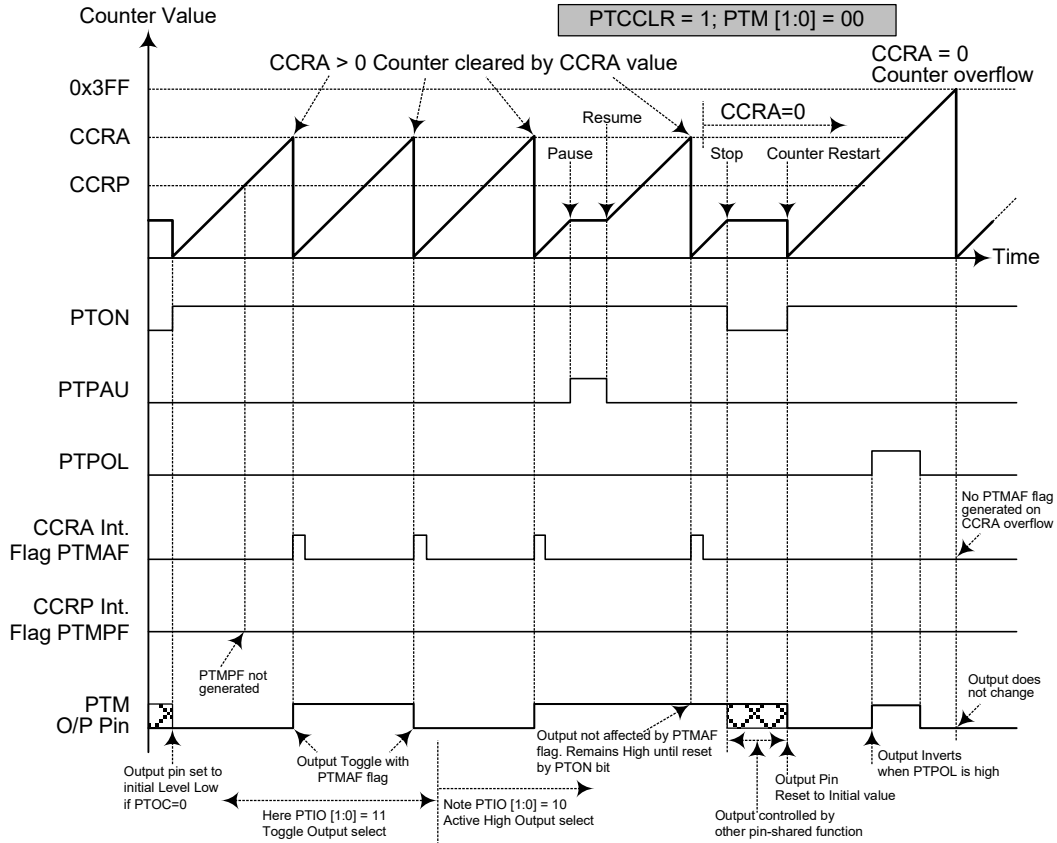 Counter Value
PTCCLR = 1; PTM [1:0] = 00
CCRA > 0 Counter cleared by CCRA value
CCRA = 0
Counter overflow
0x3FF
CCRA
CCRP
Resume
CCRA=0
Pause
Stop
Counter Restart
Time
PTON
PTPAU
PTPOL
CCRA Int.
Flag PTMAF
No PTMAF flag
generated on
CCRA overflow
CCRP Int.
Flag PTMPF
PTMPF not
generated
PTM
O/P Pin
Output does
not change
Output pin set to
initial Level Low
if PTOC=0
Output Toggle with
PTMAF flag
Output not affected by PTMAF
flag. Remains High until reset
by PTON bit
Output Inverts
when PTPOL is high
Output Pin
Reset to Initial value
Here PTIO [1:0] = 11
Toggle Output select
Note PTIO [1:0] = 10
Active High Output select
Output controlled by
other pin-shared function